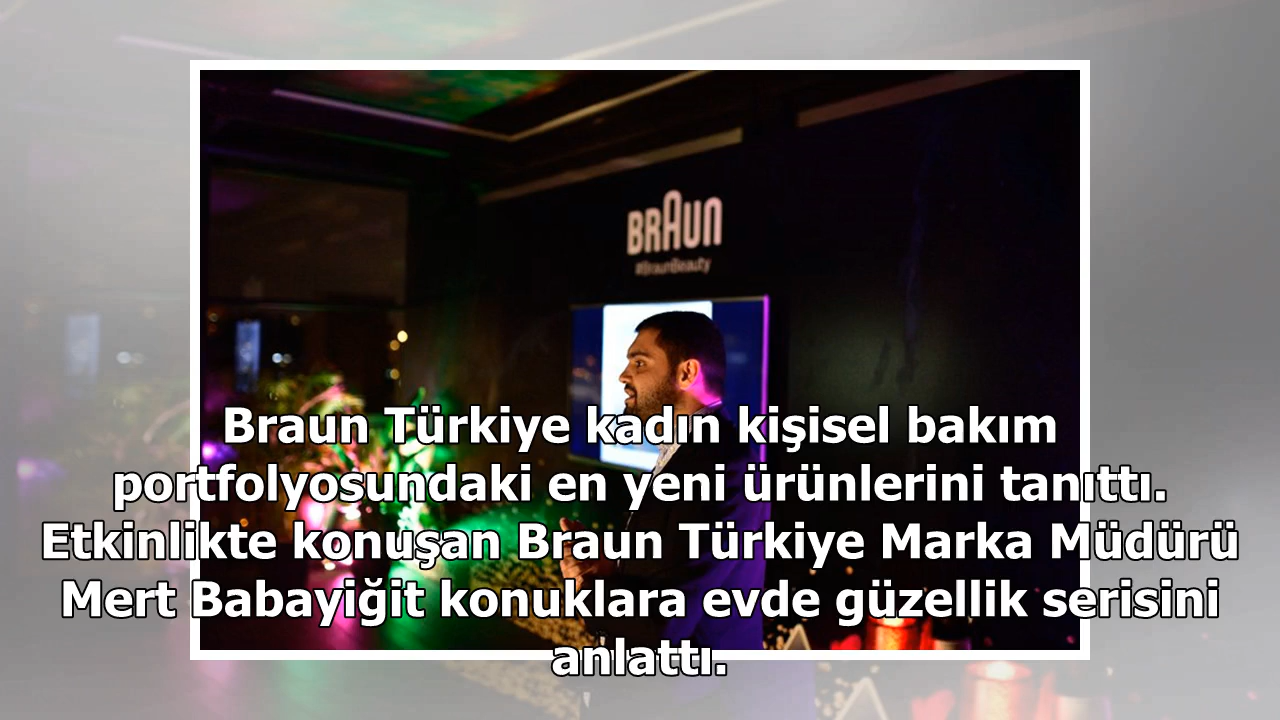 BRAUN
#BraunBeauty
Braun Türkiye kadın kişisel bakım
portfolyosundaki en yeni ürünlerini tanıttı.
Etkinlikte konuşan Braun Türkiye Marka Müdürü
Mert Babayiğit konuklara evde güzellik serisini
anlattı.